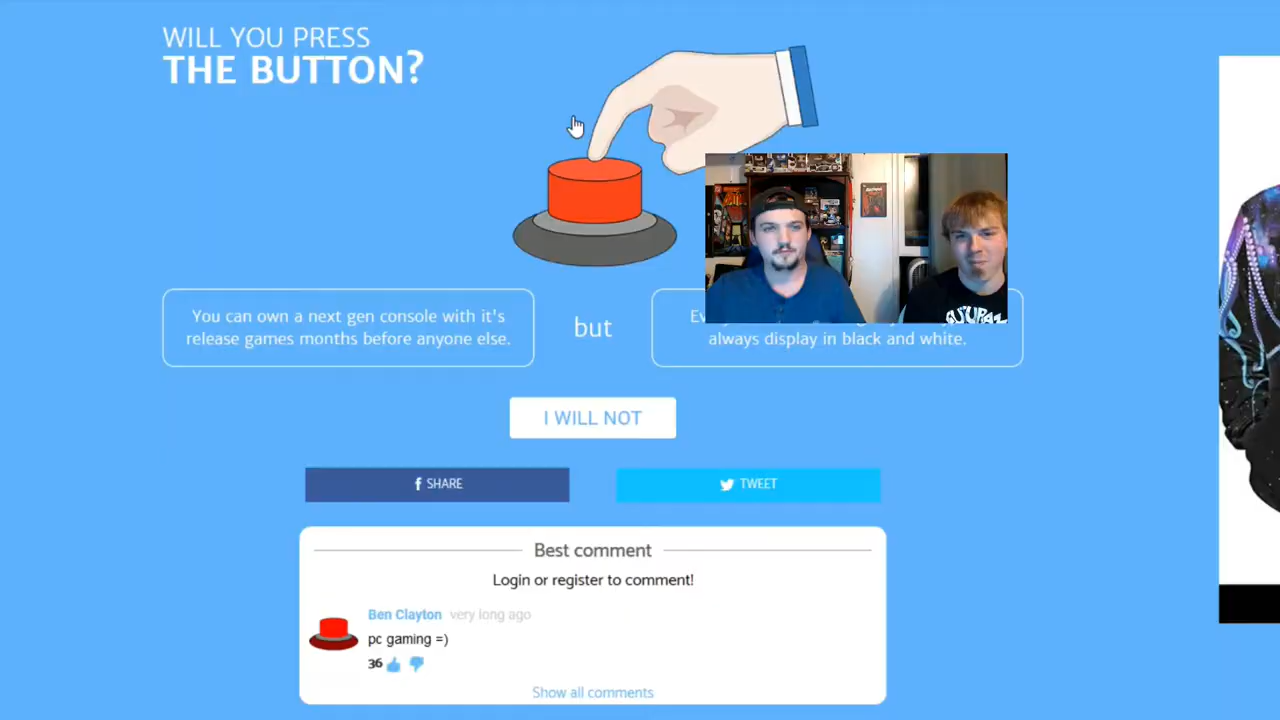 WILL YOU PRESS
THE BUTTON?
You can own a next gen console with it's
release games months before anyone else.
but
always display in black and white.
I WILL NOT
SHARE
TWEET
Best comment
Login or register to comment!
Ben Clayton very long ago
pc gaming =)
36
Show all comments